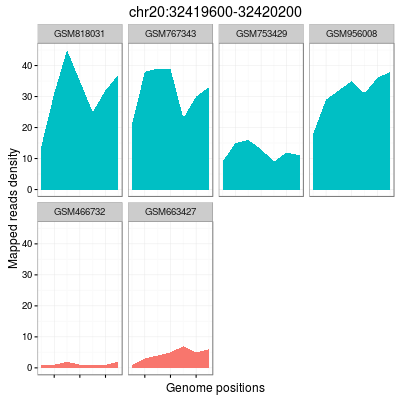 chr20:32419600-32420200
GSM818031 GSM767343 GSM753429 GSM956008
40
30
20
10
0
Mapped reads density
GSM466732 GSM663427
40
30
20
10
0
Genome positions